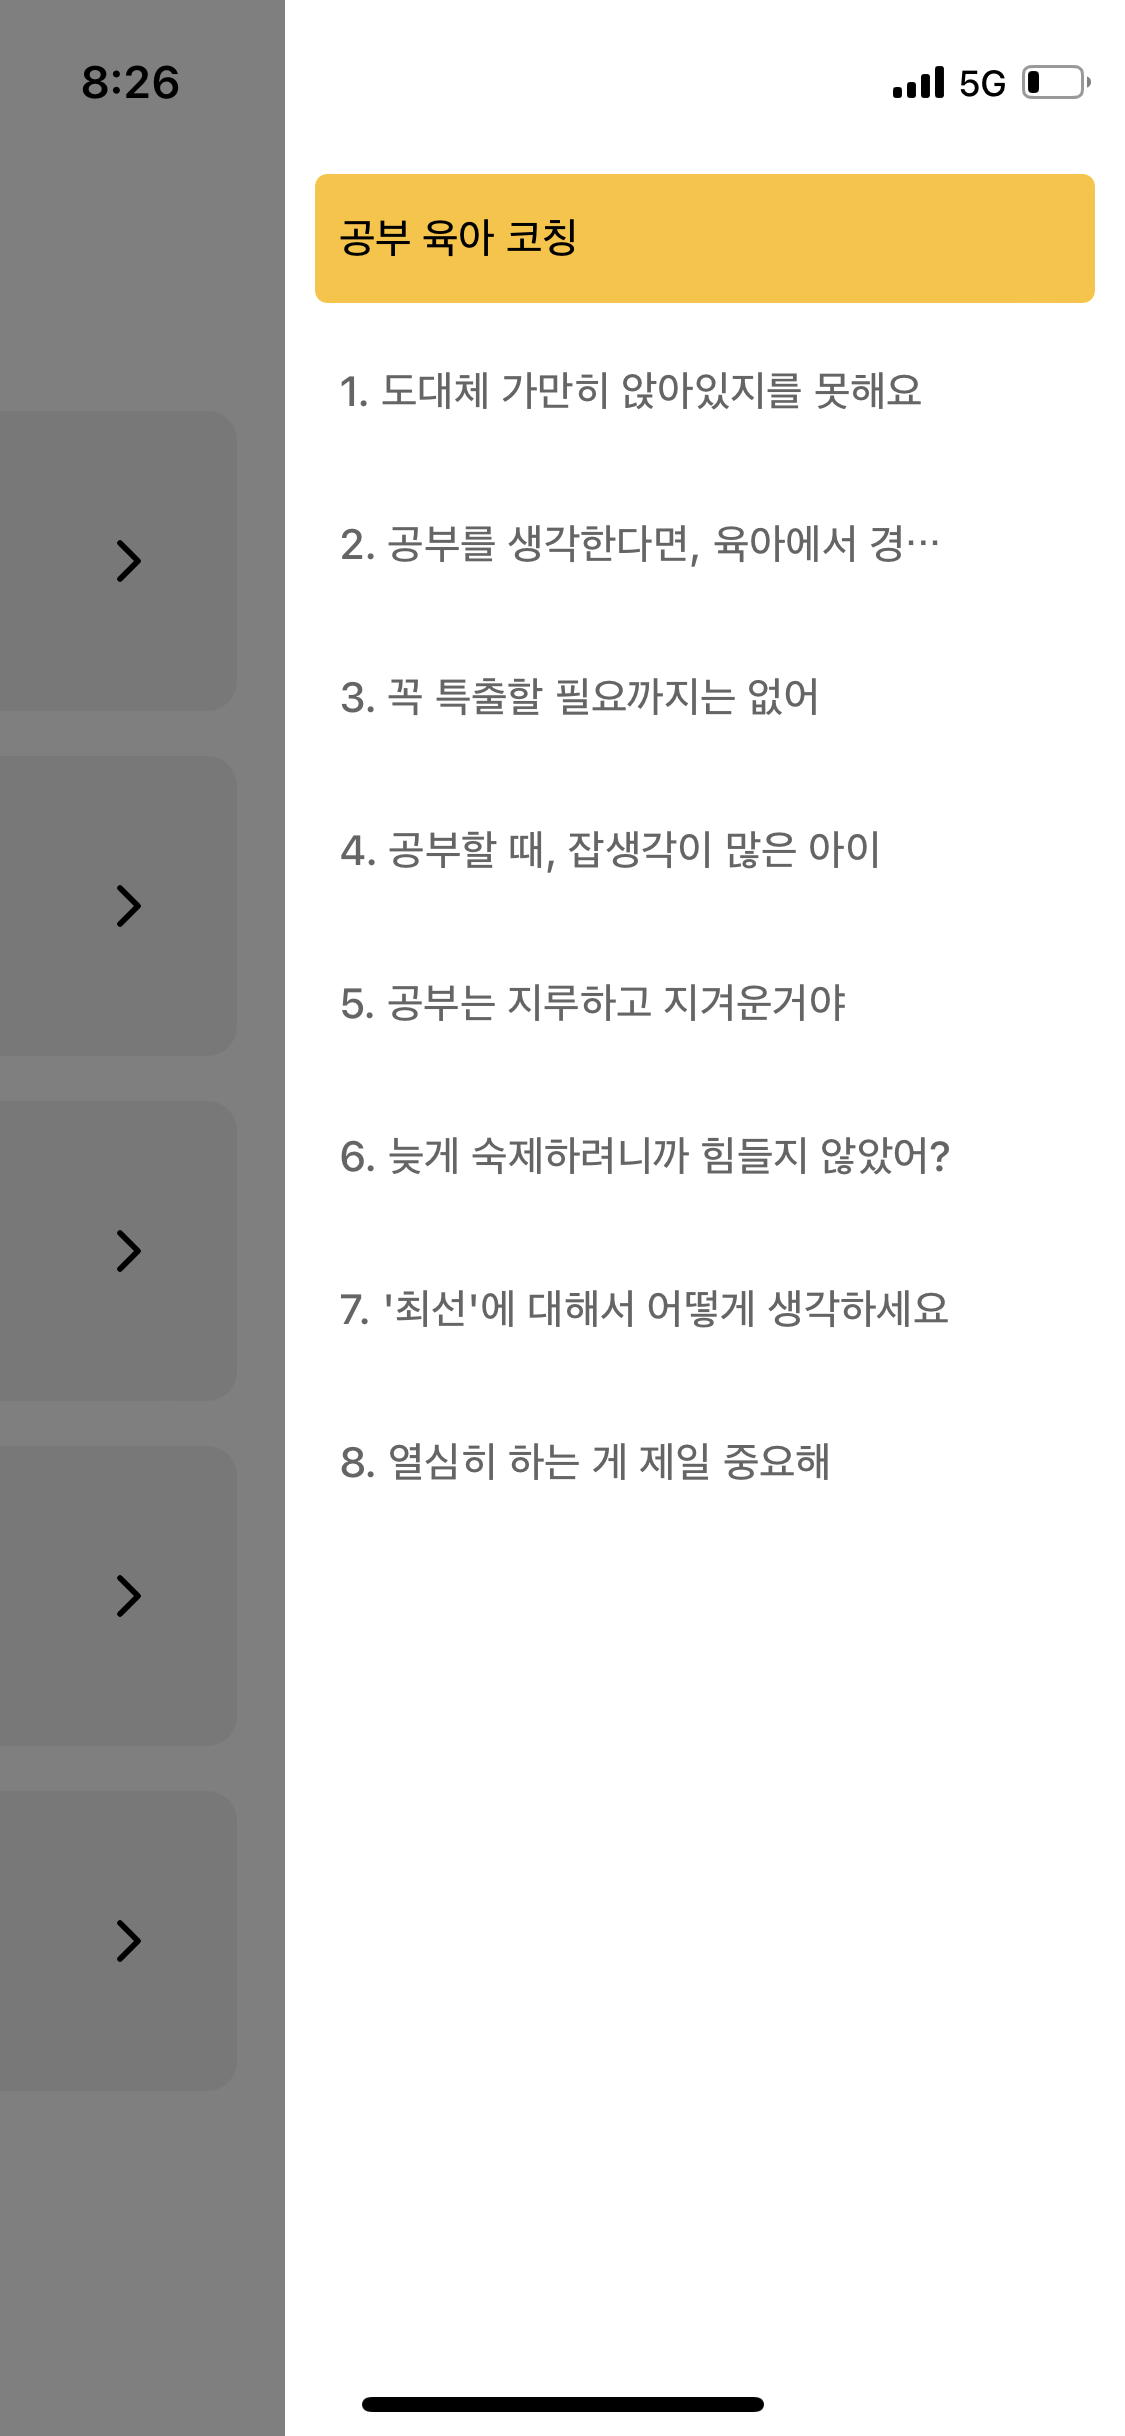 8:26
5G
공부 육아 코칭
1. 도대체 가만히 앉아있지를 못해요
2. 공부를 생각한다면, 육아에서 경…
3. 꼭 특출할 필요까지는 없어
4. 공부할 때, 잡생각이 많은 아이
5. 공부는 지루하고 지겨운거야
6. 늦게 숙제하려니까 힘들지 않았어?
7. '최선'에 대해서 어떻게 생각하세요
8. 열심히 하는 게 제일 중요해